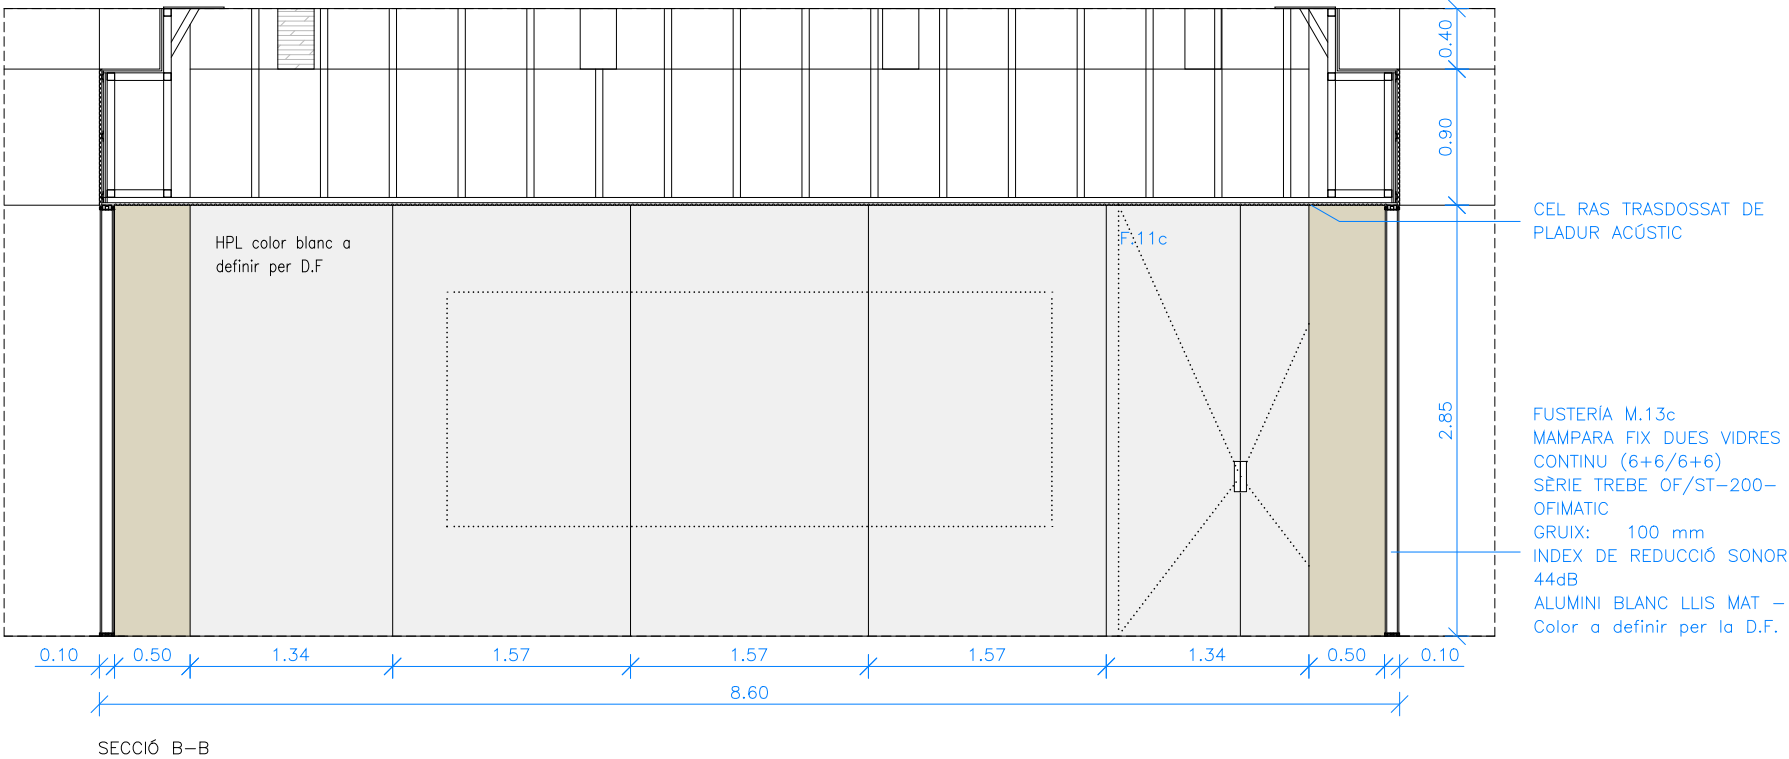 0.40
0.90
HPL color blanc a
definir per D.F
F.11c
CEL RAS TRASDOSSAT DE
PLADUR ACÚSTIC
2.85
FUSTERÍA M.13c
MAMPARA FIX DUES VIDRES
CONTINU (6+6/6+6)
SÈRIE TREBE OF/ST-200-
OFIMATIC
GRUIX: 100 mm
INDEX DE REDUCCIÓ SONOR
44dB
ALUMINI BLANC LLIS MAT -
Color a definir per la D.F.
0.10 0.50 1.34 1.57 1.57 1.57 1.34 0.50 0.10
8.60
SECCIÓ B-B